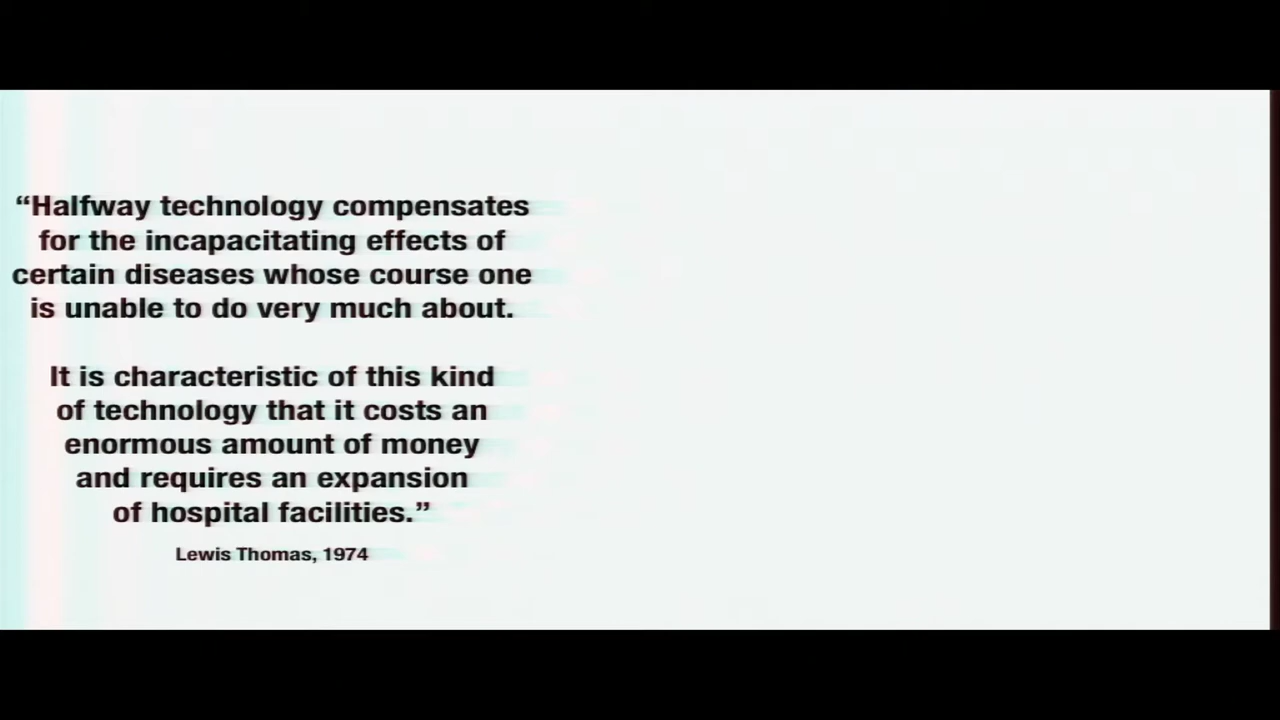 “Halfway technology compensates
for the incapacitating effects of
certain diseases whose course one
is unable to do very much about.
It is characteristic of this kind
of technology that it costs an
enormous amount of money
and requires an expansion
of hospital facilities.”
Lewis Thomas, 1974